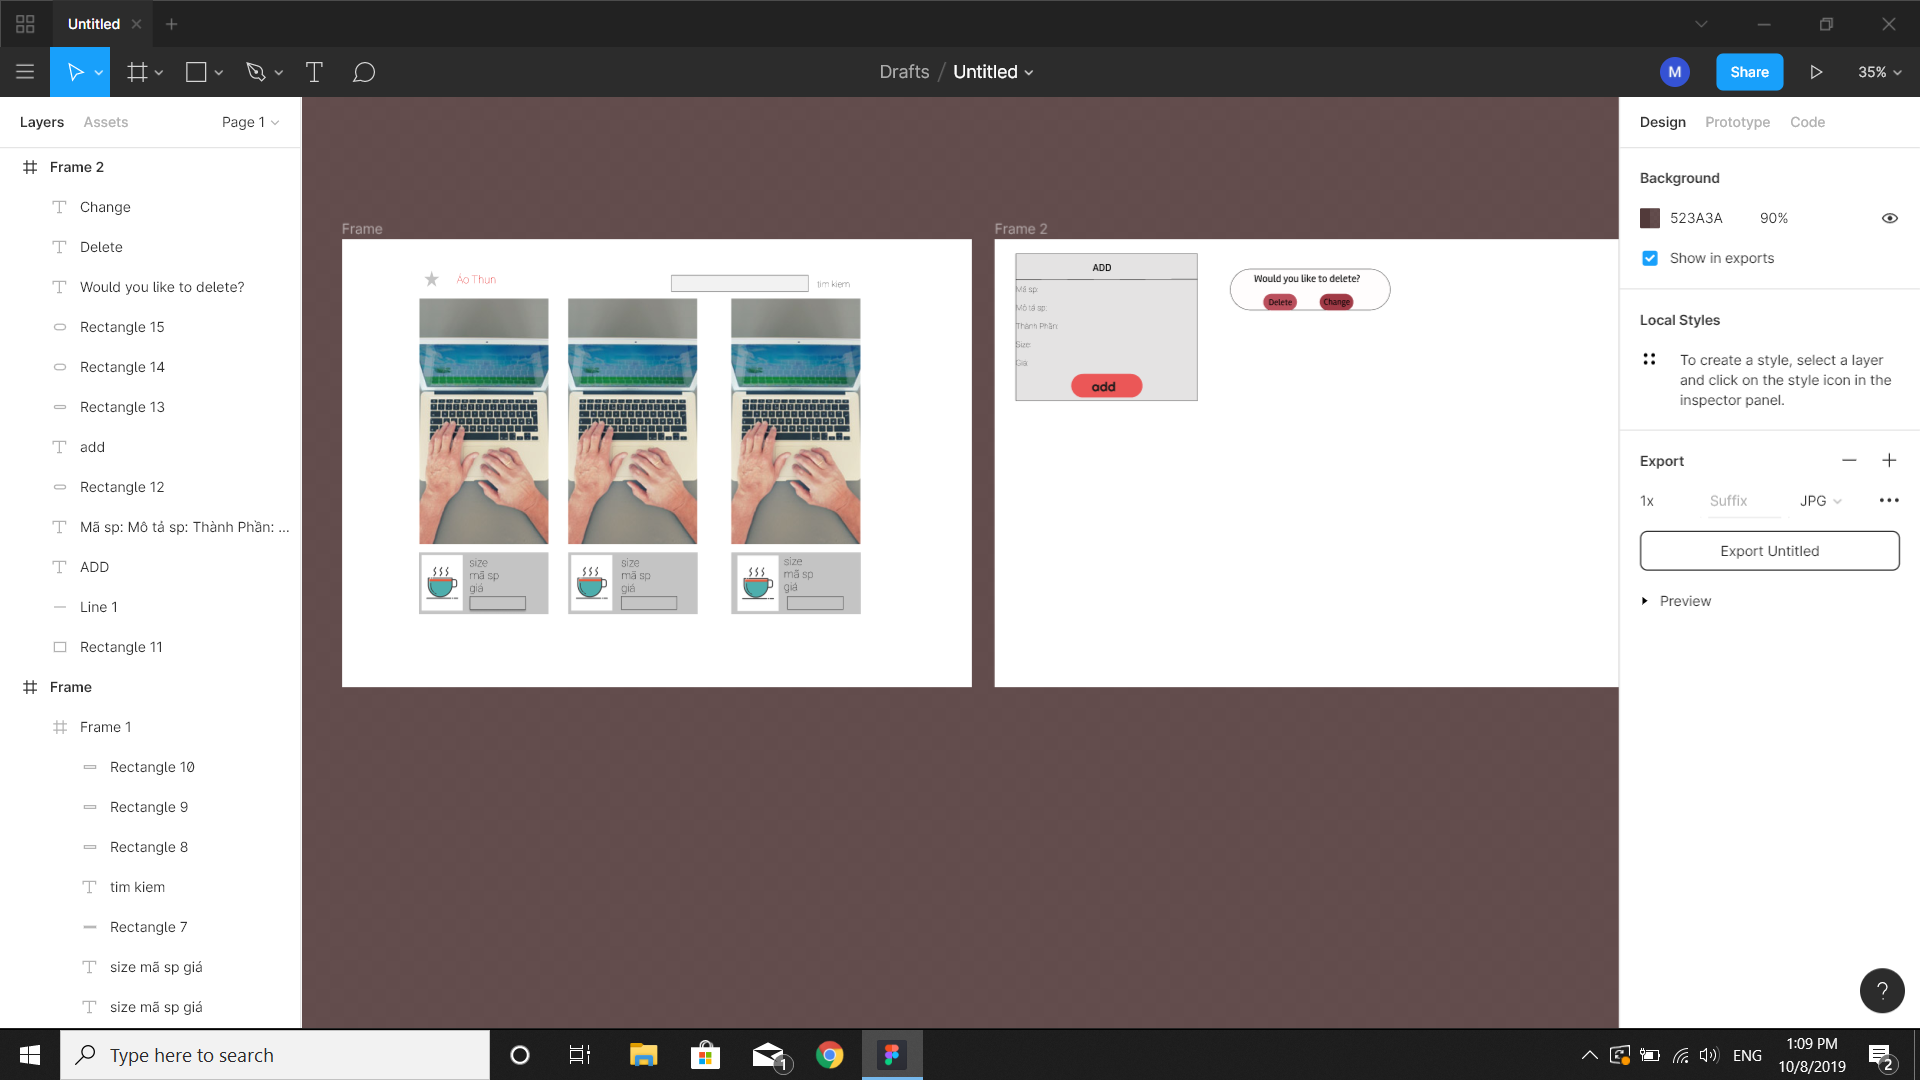 Untitled
Drafts / Untitled
M
Share
35%
Layers
Assets
Page 1
Frame 2
Change
Delete
Would you like to delete?
Rectangle 15
Rectangle 14
Rectangle 13
add
Rectangle 12
Mã sp: Mô tả sp: Thành Phần: ...
ADD
Line 1
Rectangle 11
Frame
Frame 1
Rectangle 10
Rectangle 9
Rectangle 8
tim kiem
Rectangle 7
size mã sp giá
size mã sp giá
Frame
Áo Thun
tim kiem
size
mã sp
giá
size
mã sp
giá
size
mã sp
giá
Frame 2
ADD
Mã sp:
Mô tả sp:
Thành Phần:
Size:
Gia:
add
Would you like to delete?
Delete
Change
Design
Prototype
Code
Background
523A3A
90%
Show in exports
Local Styles
To create a style, select a layer
and click on the style icon in the
inspector panel.
Export
1x
Suffix
JPG
Export Untitled
Preview
?
Type here to search
1
ENG
1:09 PM
10/8/2019
2